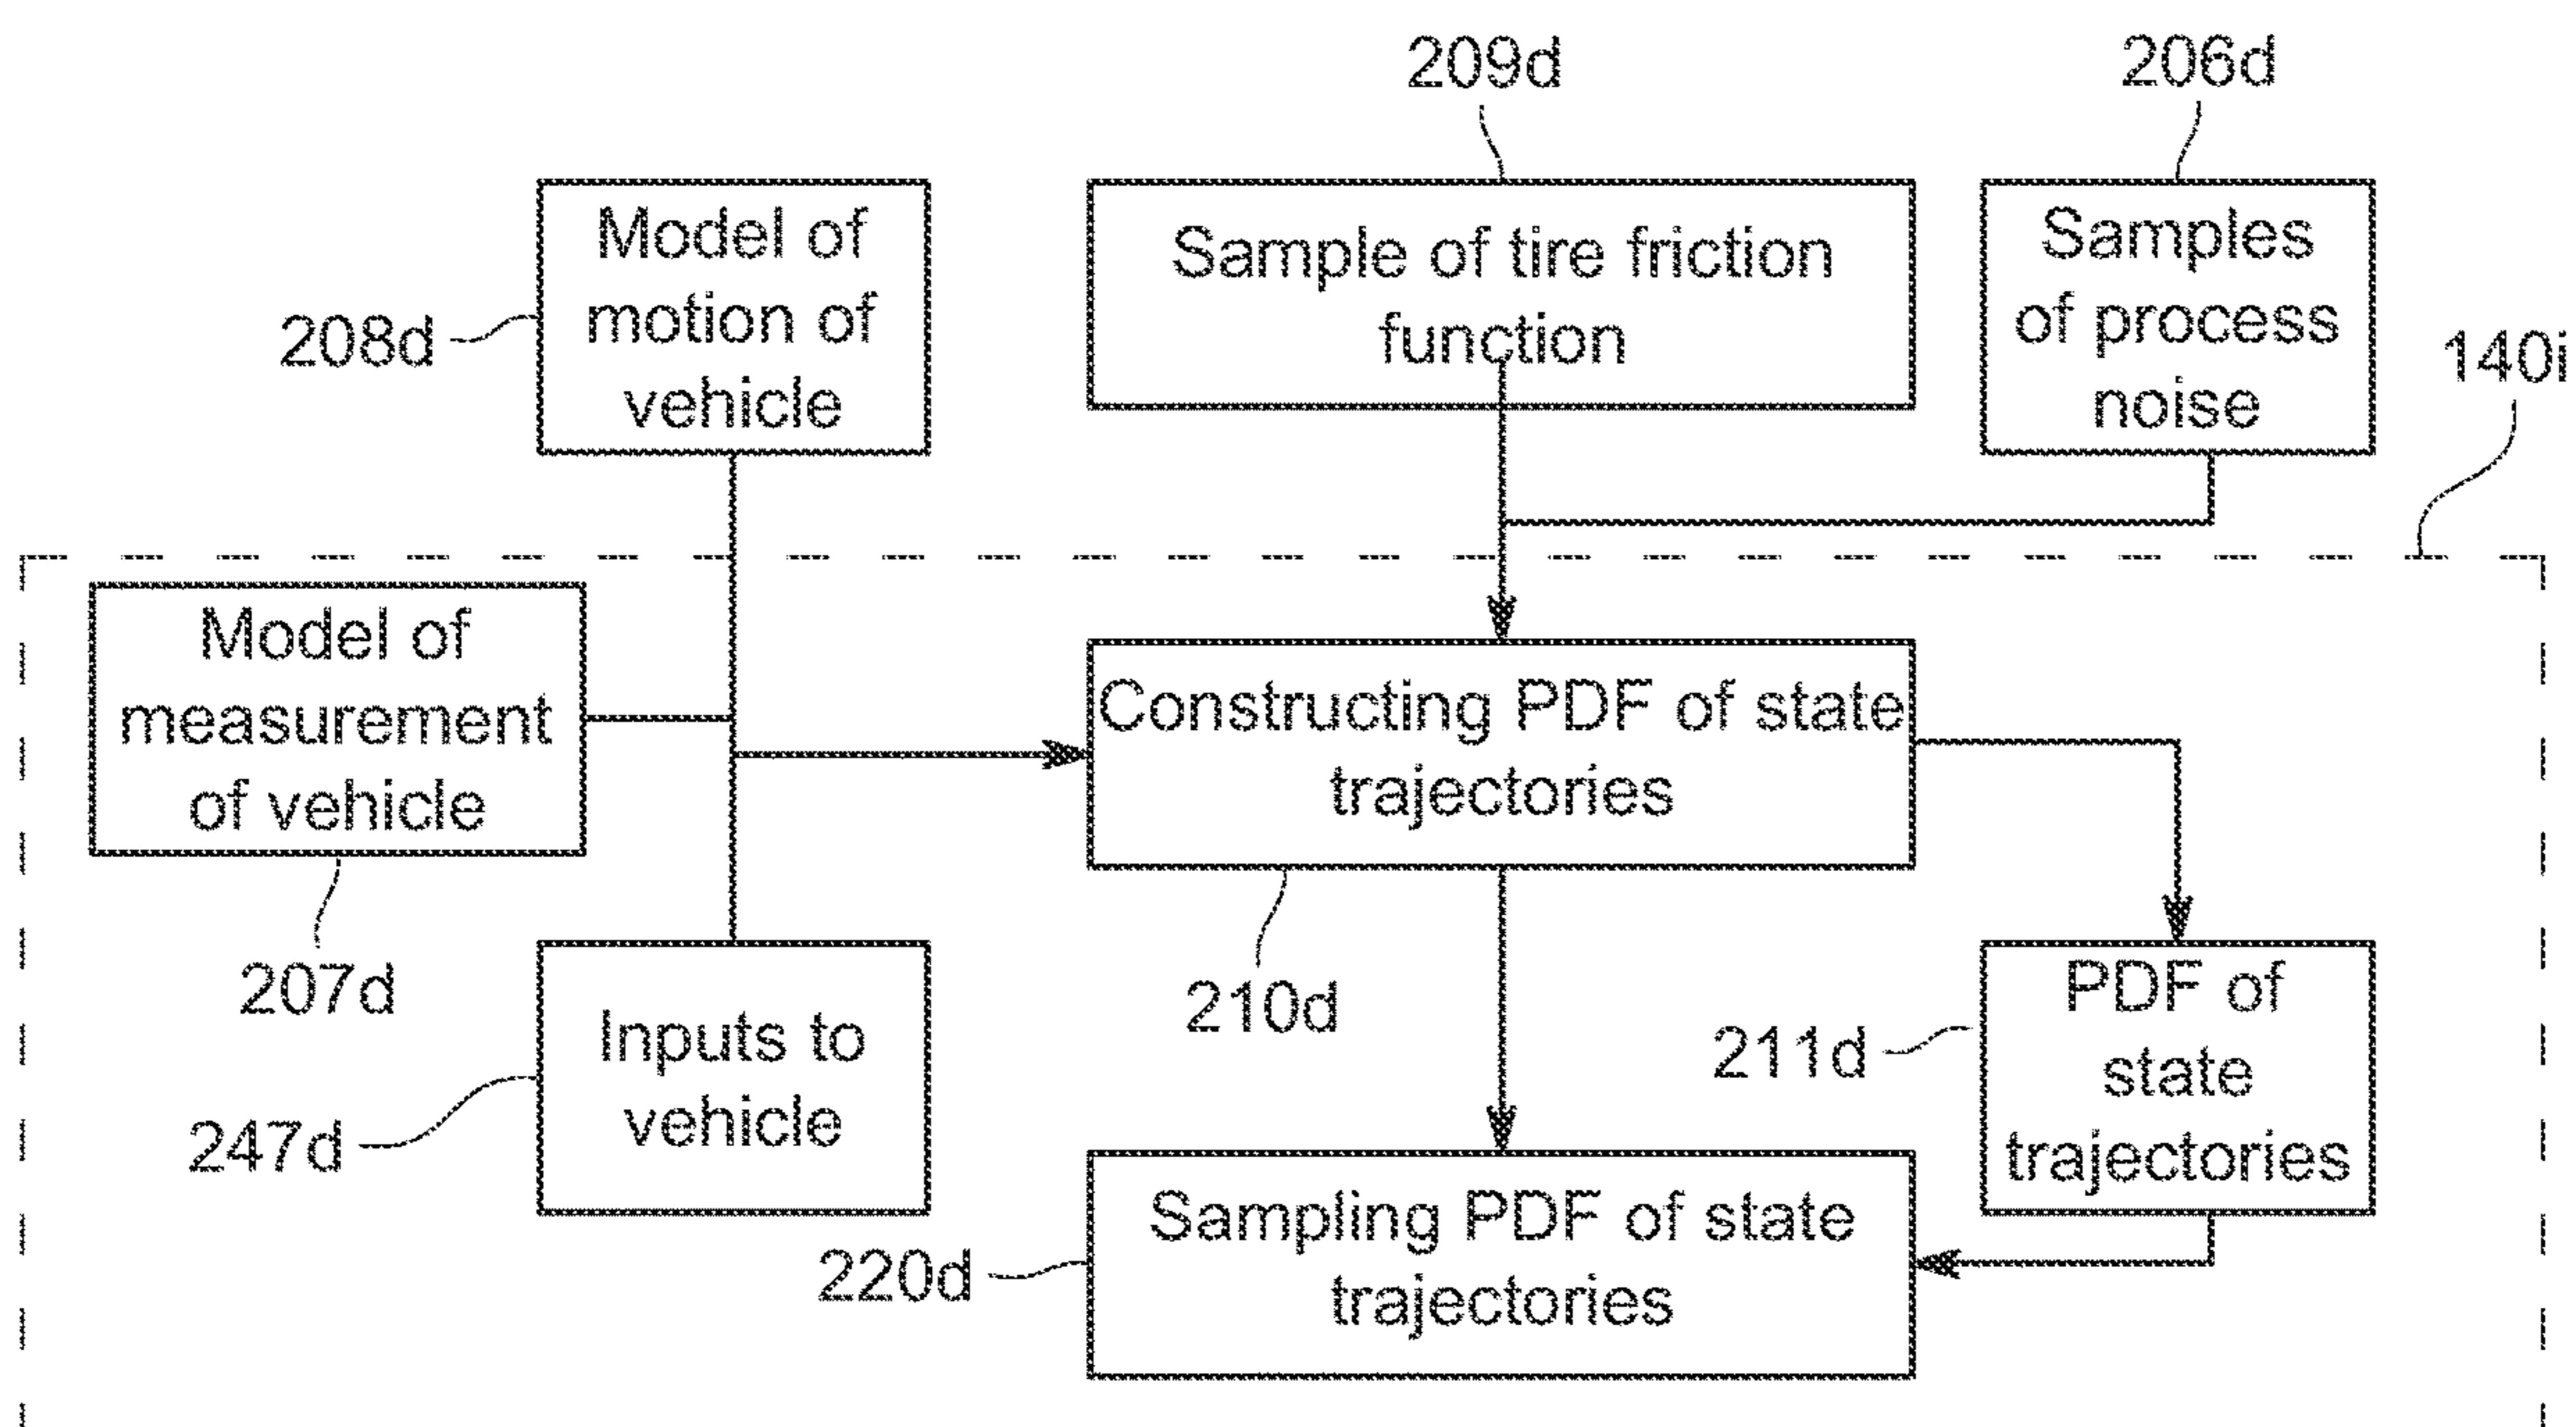 209d
206d
Model of
motion of
vehicle
208d
Sample of tire friction
function
Samples
of process
noise
140i
Model of
measurement
of vehicle
207d
Constructing PDF of state
trajectories
210d
Inputs to
vehicle
247d
PDF of
state
trajectories
211d
Sampling PDF of state
trajectories
220d